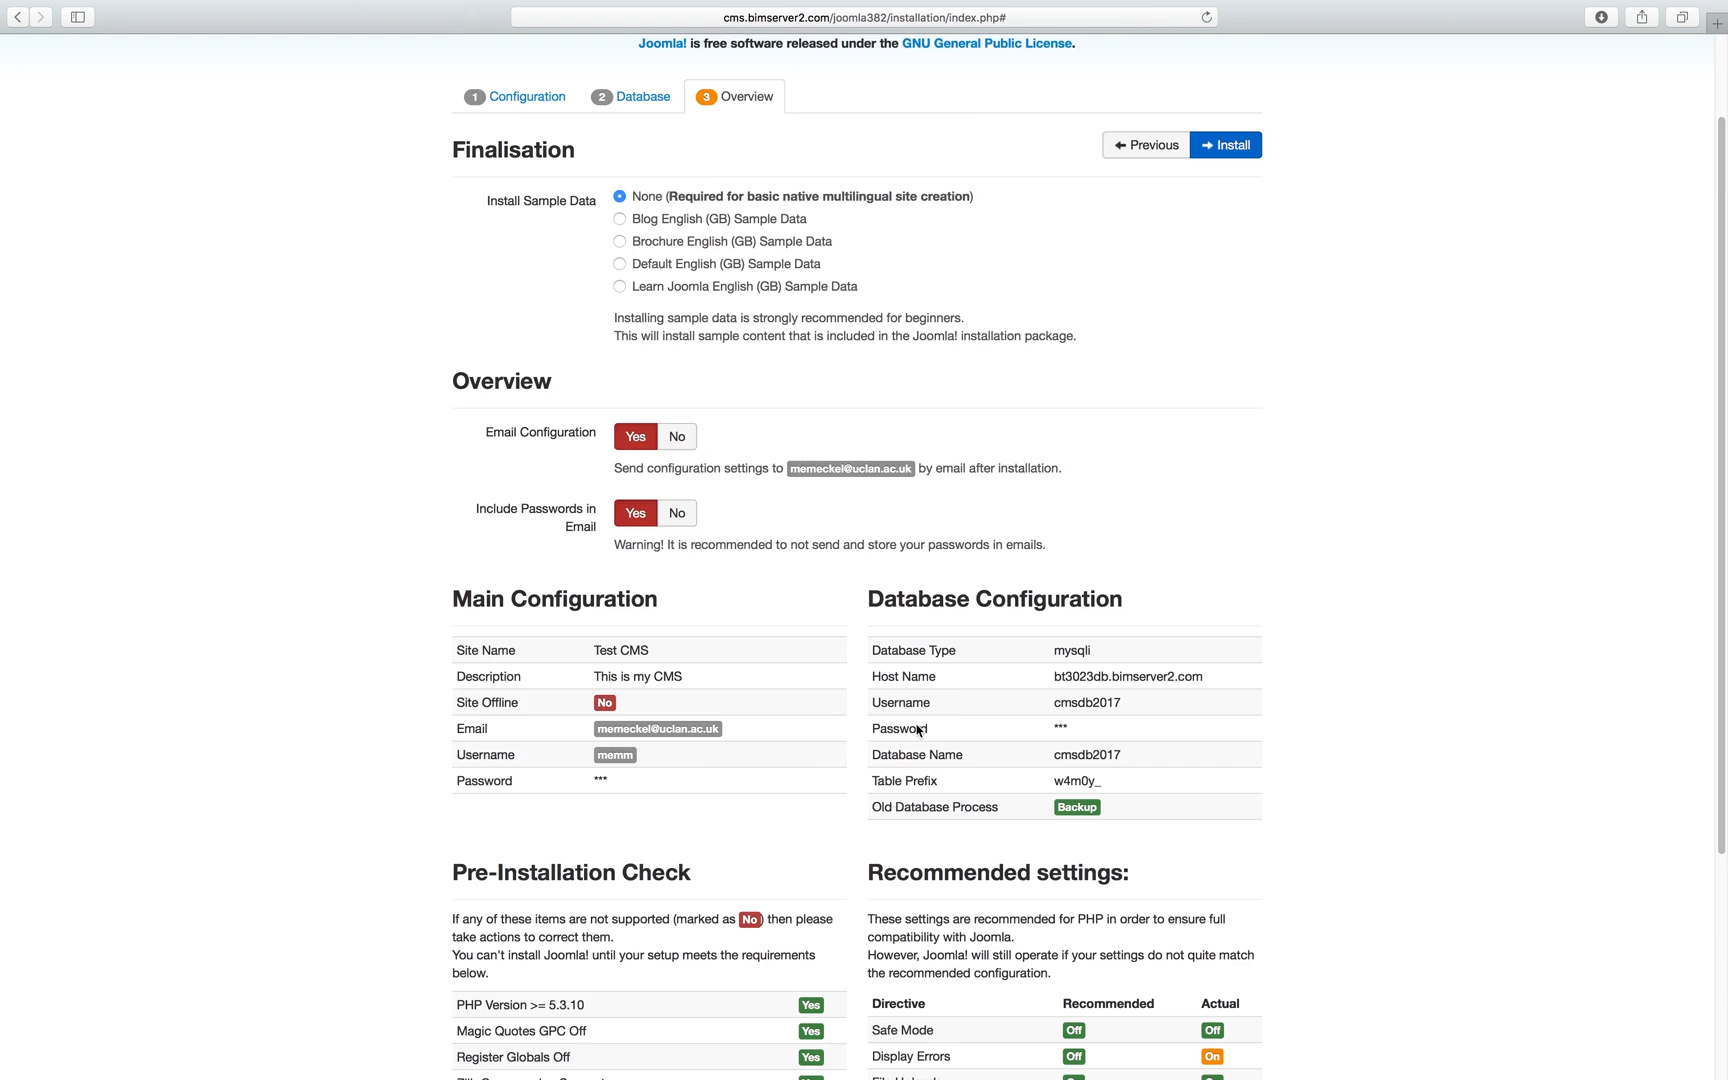 cms.bimserver2.com/joomla382/installation/index.php#
Joomla! is free software released under the GNU General Public License.
1 Configuration
2 Database
3 Overview
Finalisation
Previous
Install
Install Sample Data
None (Required for basic native multilingual site creation)
Blog English (GB) Sample Data
Brochure English (GB) Sample Data
Default English (GB) Sample Data
Learn Joomla English (GB) Sample Data
Installing sample data is strongly recommended for beginners.
This will install sample content that is included in the Joomla! installation package.
Overview
Email Configuration
Yes No
Send configuration settings to memeckel@uclan.ac.uk by email after installation.
Include Passwords in
Email
Yes No
Warning! It is recommended to not send and store your passwords in emails.
Main Configuration
Site Name Test CMS
Description This is my CMS
Site Offline No
Email memeckel@uclan.ac.uk
Username memm
Password ***
Database Configuration
Database Type mysqli
Host Name bt3023db.bimserver2.com
Username cmsdb2017
Password ***
Database Name cmsdb2017
Table Prefix w4m0y_
Old Database Process Backup
Pre-Installation Check
If any of these items are not supported (marked as No) then please
take actions to correct them.
You can't install Joomla! until your setup meets the requirements
below.
PHP Version >= 5.3.10 Yes
Magic Quotes GPC Off Yes
Register Globals Off Yes
Recommended settings:
These settings are recommended for PHP in order to ensure full
compatibility with Joomla.
However, Joomla! will still operate if your settings do not quite match
the recommended configuration.
Directive Recommended Actual
Safe Mode Off Off
Display Errors Off On